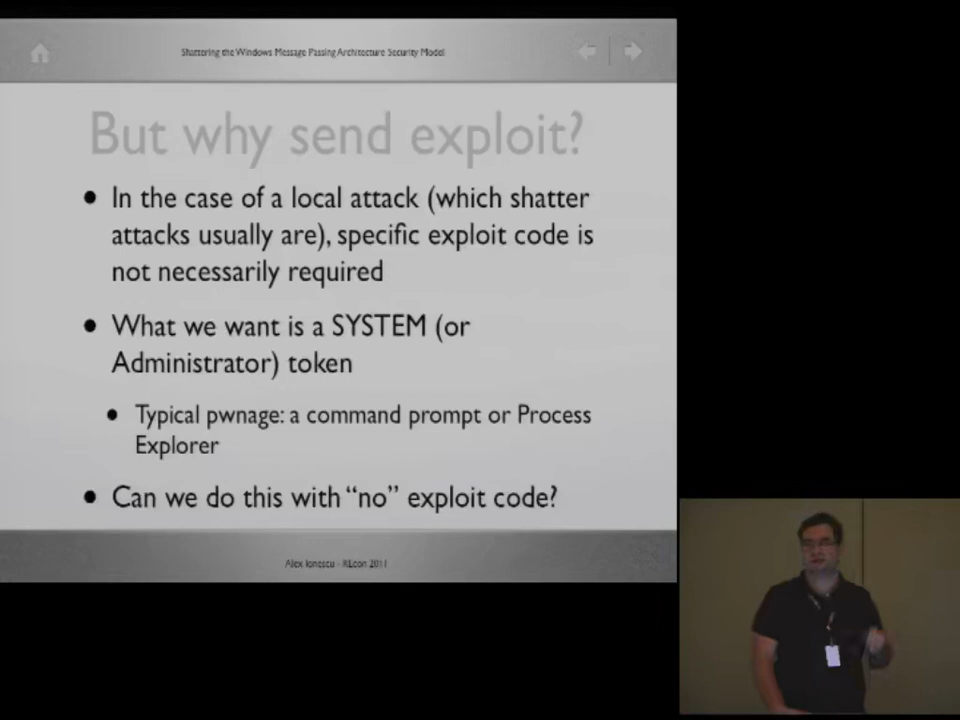 Shattering the Windows Message Passing Architecture Security Model
But why send exploit?
In the case of a local attack (which shatter
attacks usually are), specific exploit code is
not necessarily required
What we want is a SYSTEM (or
Administrator) token
Typical pwnage: a command prompt or Process
Explorer
Can we do this with “no” exploit code?
Alex Ionescu - REcon 2011